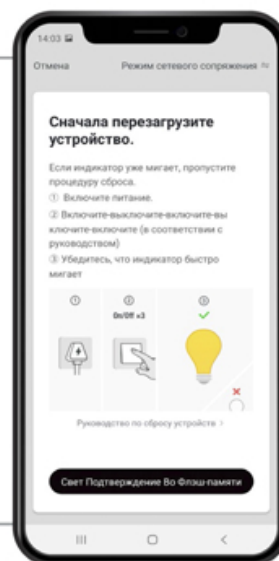 14:03
Отмена Режим сетевого сопряжения
Сначала перезагрузите
устройство.
Если индикатор уже мигает, пропустите
процедуру сброса.
① Включите питание.
② Включите-выключите-включите-вы
ключите-включите (в соответствии с
руководством)
③ Убедитесь, что индикатор быстро
мигает
① ② ③
On/Off x3
Руководство по сбросу устройств >
Свет Подтверждение Во Флэш-памяти